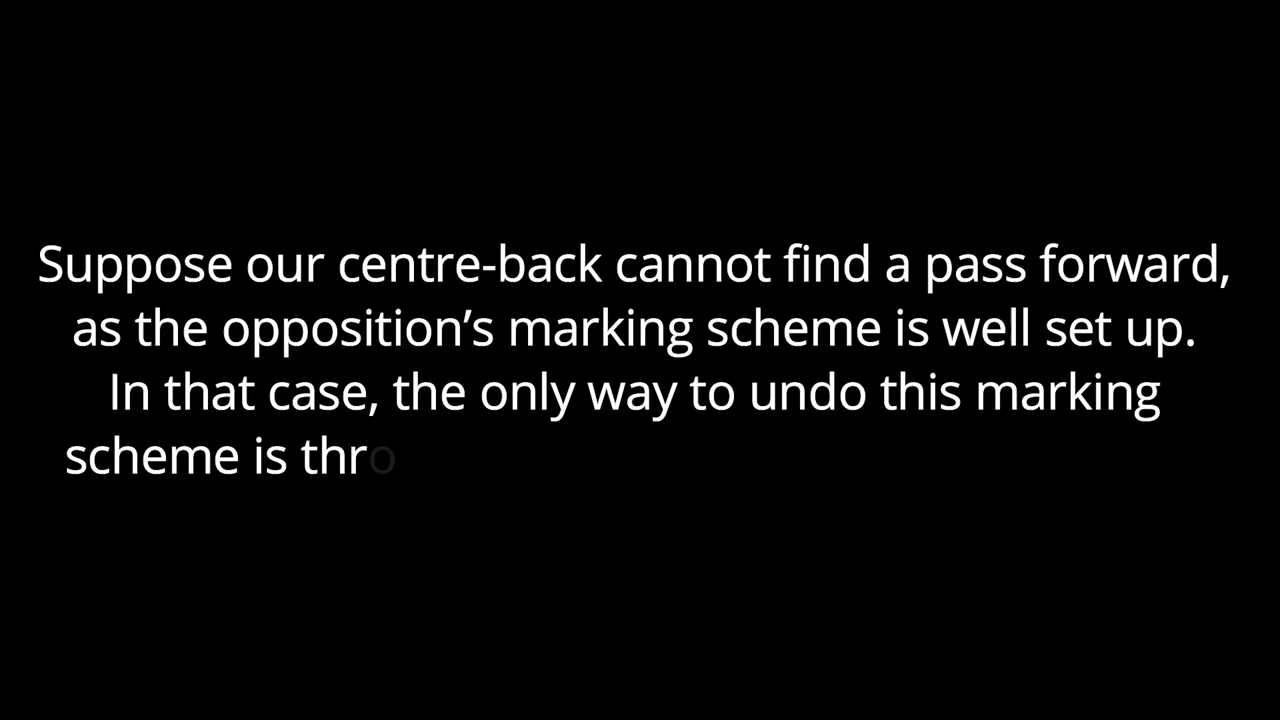 Suppose our centre-back cannot find a pass forward,
as the opposition’s marking scheme is well set up.
In that case, the only way to undo this marking
scheme is thro